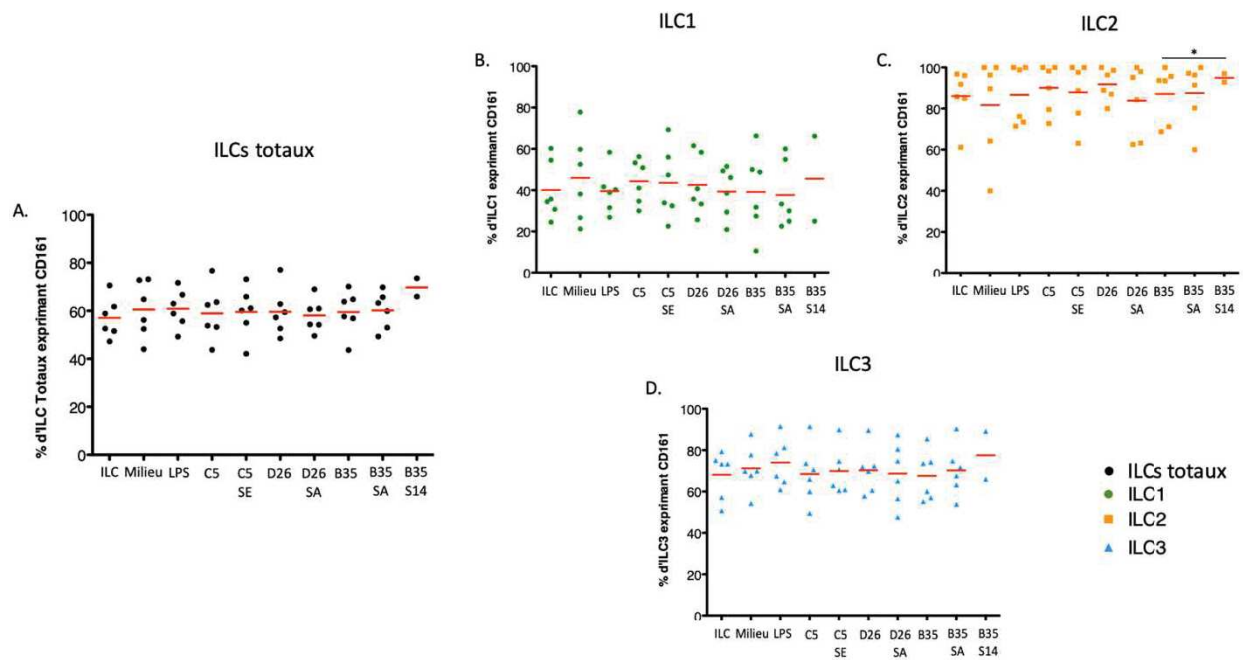 ILCs totaux
A.
% d'ILC Totaux exprimant CD161
100
80
60
40
20
0
ILC Milieu LPS C5 C5 D26 D26 B35 B35 B35
SE SA SA S14
ILC1
B.
% d'ILC1 exprimant CD161
100
80
60
40
20
0
ILC Milieu LPS C5 C5 D26 D26 B35 B35 B35
SE SA SA S14
ILC2
C.
*
% d'ILC2 exprimant CD161
100
80
60
40
20
0
ILC Milieu LPS C5 C5 D26 D26 B35 B35 B35
SE SA SA S14
ILC3
D.
% d'ILC3 exprimant CD161
100
80
60
40
20
0
ILC Milieu LPS C5 C5 D26 D26 B35 B35 B35
SE SA SA S14
ILCs totaux
ILC1
ILC2
ILC3